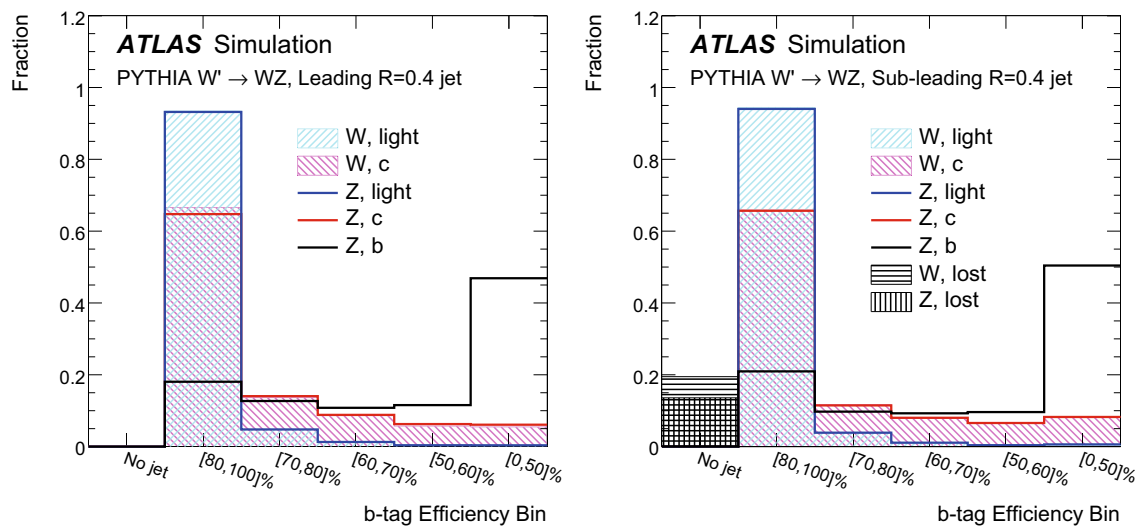 Fraction
1.2
1
0.8
0.6
0.4
0.2
0
ATLAS Simulation
PYTHIA W' → WZ, Leading R=0.4 jet
W, light
W, c
Z, light
Z, c
Z, b
No jet
[80,100]%
[70,80]%
[60,70]%
[50,60]%
[0,50]%
b-tag Efficiency Bin
Fraction
1.2
1
0.8
0.6
0.4
0.2
0
ATLAS Simulation
PYTHIA W' → WZ, Sub-leading R=0.4 jet
W, light
W, c
Z, light
Z, c
Z, b
W, lost
Z, lost
No jet
[80,100]%
[70,80]%
[60,70]%
[50,60]%
[0,50]%
b-tag Efficiency Bin